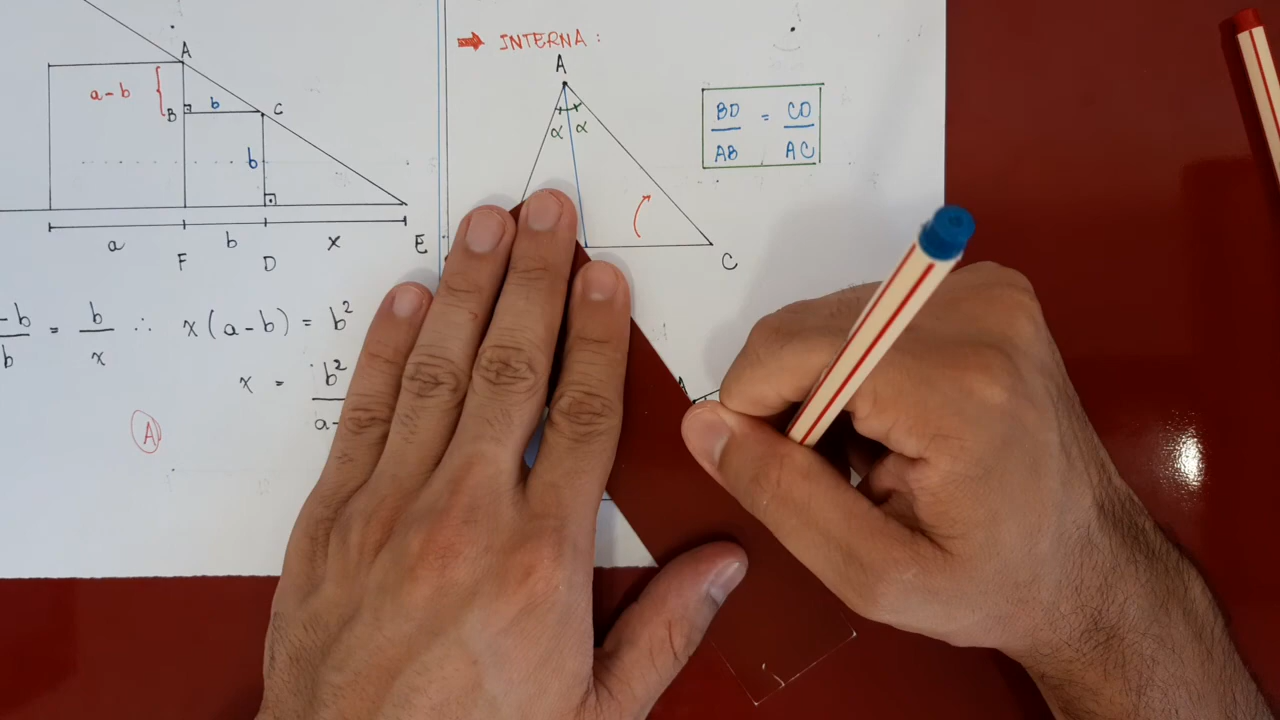 A
a-b
B
b
C
b
a
b
x
E
F
D
-b/b = b/x ∴ x(a-b) = b²
x = b²/a-
A
→ INTERNA:
A
α α
C
BD/AB = CD/AC
A